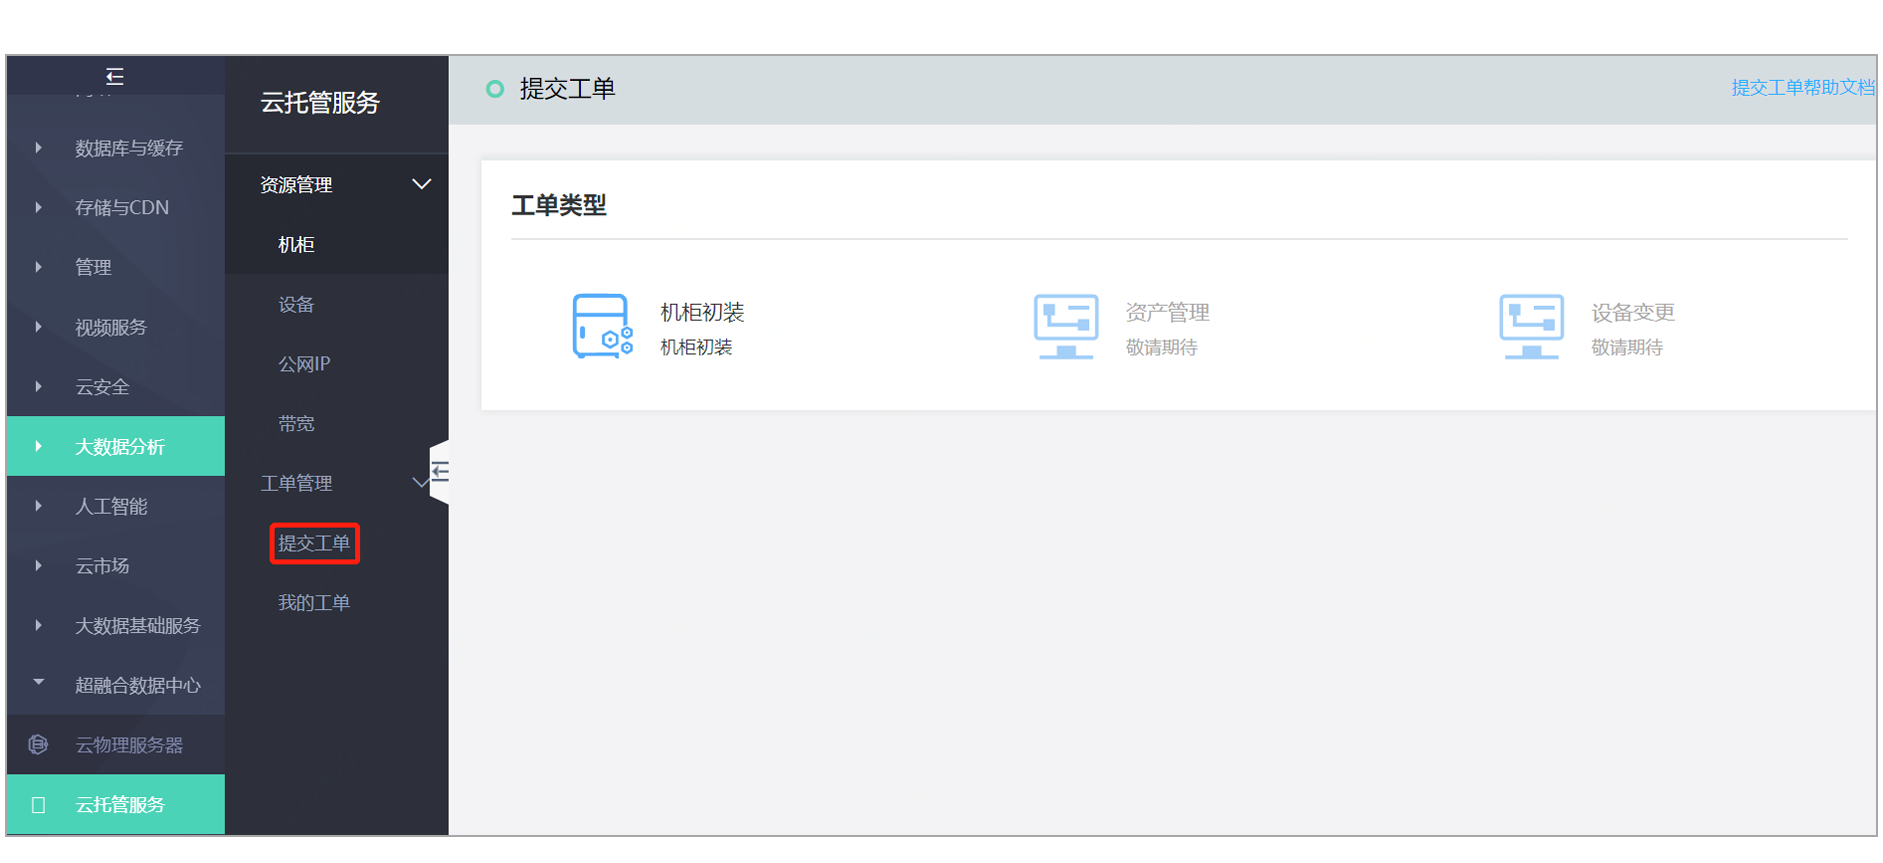 数据库与缓存
存储与CDN
管理
视频服务
云安全
大数据分析
人工智能
云市场
大数据基础服务
超融合数据中心
云物理服务器
云托管服务
云托管服务
资源管理
机柜
设备
公网IP
带宽
工单管理
提交工单
我的工单
提交工单
提交工单帮助文档
工单类型
机柜初装
机柜初装
资产管理
敬请期待
设备变更
敬请期待